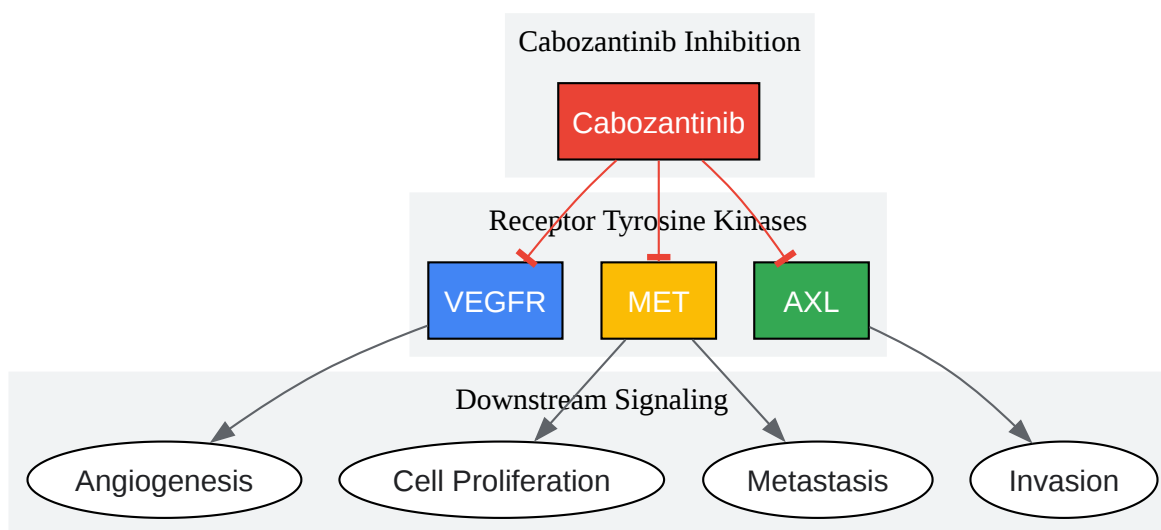 Cabozantinib Inhibition
Cabozantinib
Receptor Tyrosine Kinases
VEGFR
MET
AXL
Downstream Signaling
Angiogenesis
Cell Proliferation
Metastasis
Invasion